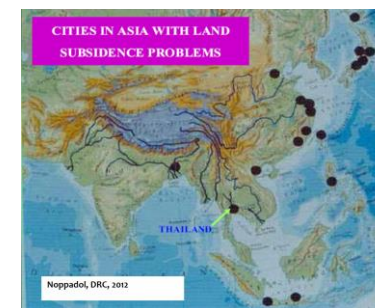 CITIES IN ASIA WITH LAND
SUBSIDENCE PROBLEMS
THAILAND
Noppadol, DRC, 2012